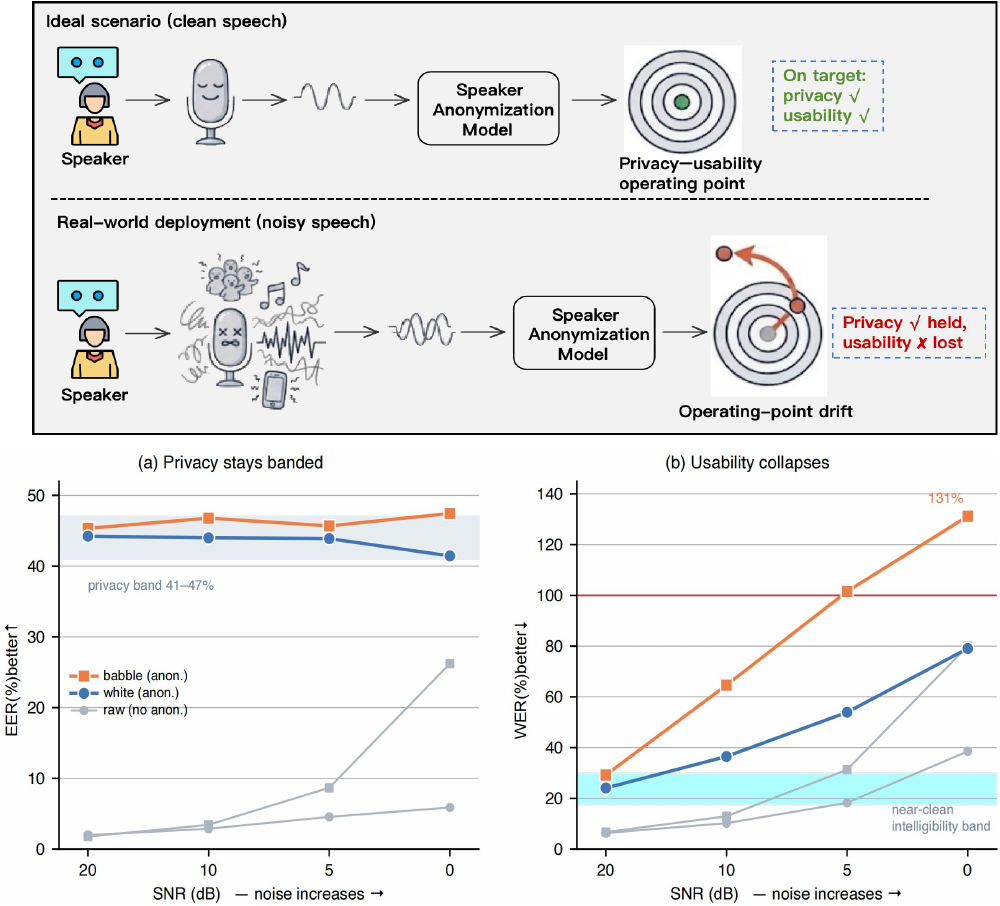 Ideal scenario (clean speech)
Speaker
Speaker
Anonymization
Model
Privacy—usability
operating point
On target:
privacy √
usability √
Real-world deployment (noisy speech)
Speaker
Speaker
Anonymization
Model
Operating-point drift
Privacy √ held,
usability ✗ lost
(a) Privacy stays banded
50
40
30
20
10
0
EER(%)better↑
privacy band 41–47%
babble (anon.)
white (anon.)
raw (no anon.)
20
10
5
0
SNR (dB) — noise increases →
(b) Usability collapses
140
120
100
80
60
40
20
0
WER(%)better↓
131%
near-clean
intelligibility band
20
10
5
0
SNR (dB) — noise increases →